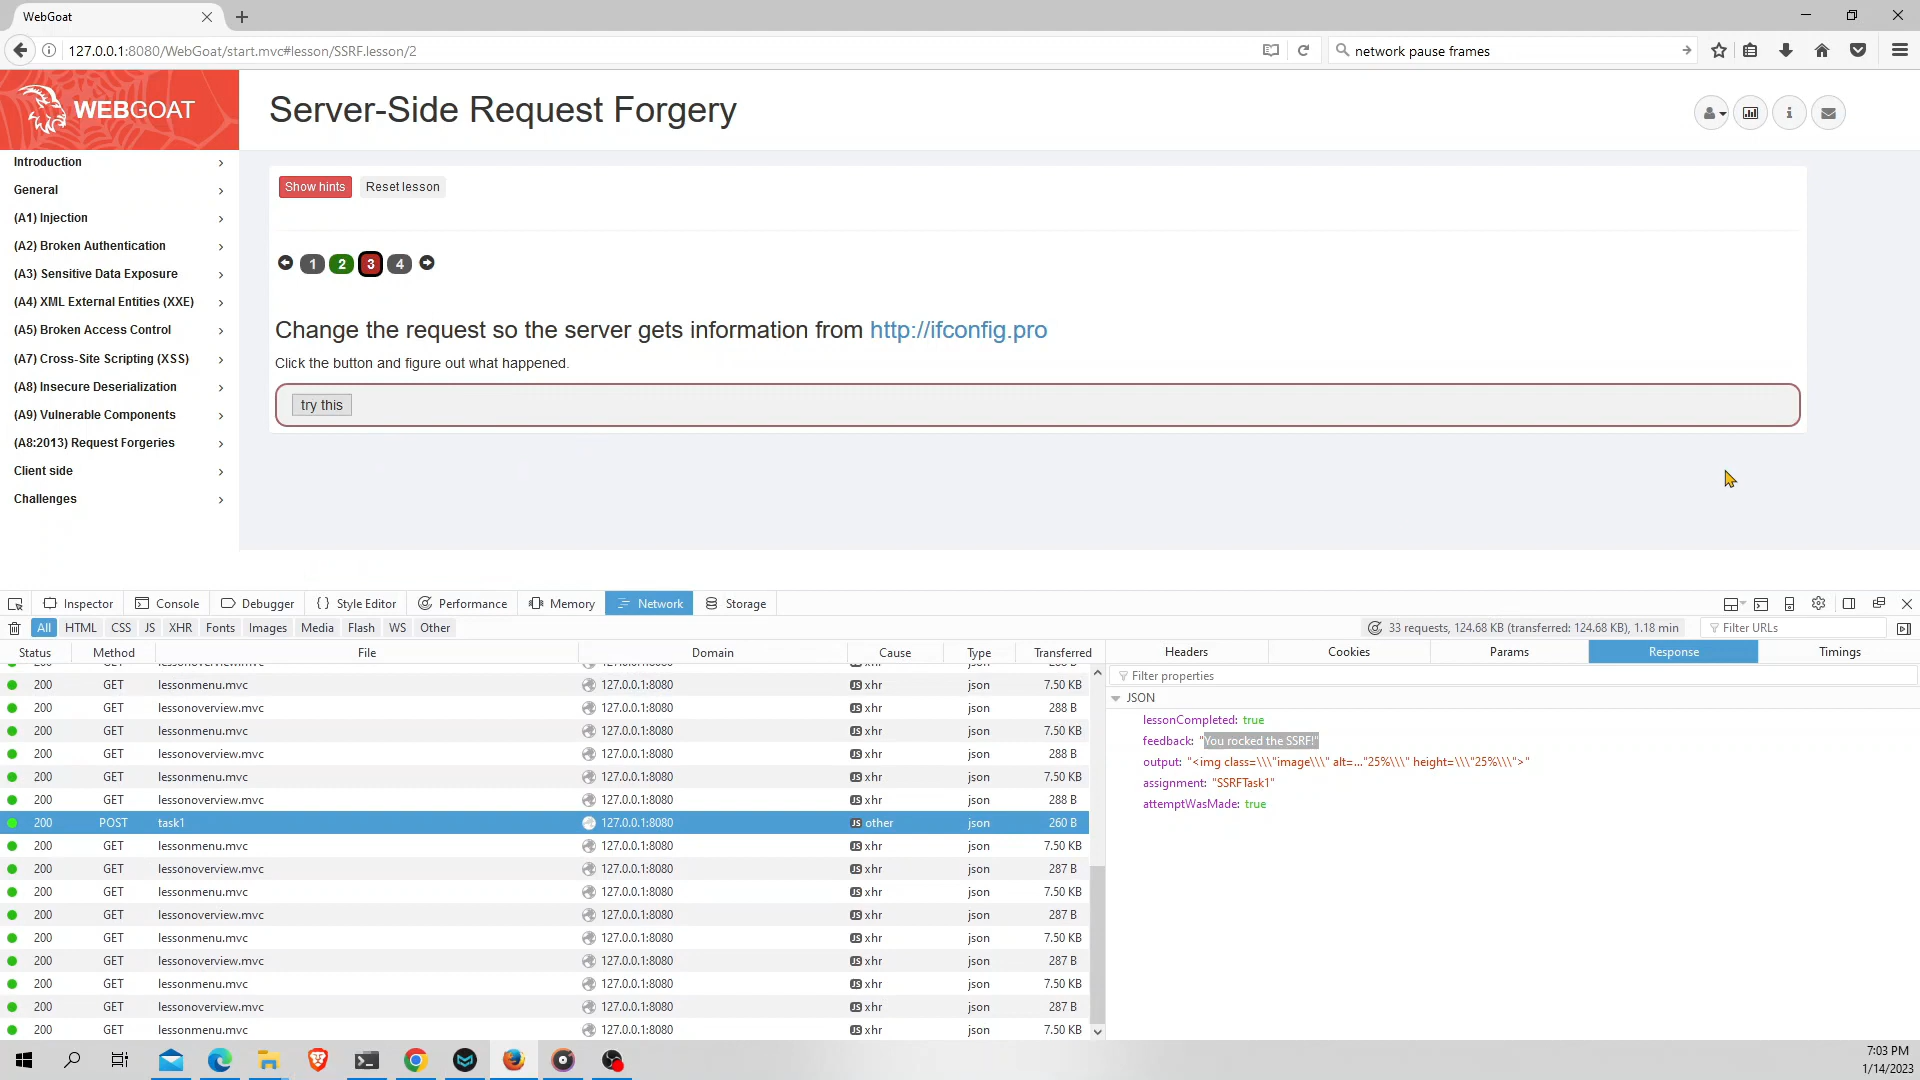 WebGoat
127.0.0.1:8080/WebGoat/start.mvc#lesson/SSRF.lesson/2
network pause frames
WEBGOAT
Server-Side Request Forgery
Introduction
General
(A1) Injection
(A2) Broken Authentication
(A3) Sensitive Data Exposure
(A4) XML External Entities (XXE)
(A5) Broken Access Control
(A7) Cross-Site Scripting (XSS)
(A8) Insecure Deserialization
(A9) Vulnerable Components
(A8:2013) Request Forgeries
Client side
Challenges
Show hints Reset lesson
1 2 3 4
Change the request so the server gets information from http://ifconfig.pro
Click the button and figure out what happened.
try this
Inspector Console Debugger Style Editor Performance Memory Network Storage
All HTML CSS JS XHR Fonts Images Media Flash WS Other 33 requests, 124.68 KB (transferred: 124.68 KB), 1.18 min Filter URLs
Status Method File Domain Cause Type Transferred
200 GET lessonmenu.mvc 127.0.0.1:8080 JS xhr json 7.50 KB
200 GET lessonoverview.mvc 127.0.0.1:8080 JS xhr json 288 B
200 GET lessonmenu.mvc 127.0.0.1:8080 JS xhr json 7.50 KB
200 GET lessonoverview.mvc 127.0.0.1:8080 JS xhr json 288 B
200 GET lessonmenu.mvc 127.0.0.1:8080 JS xhr json 7.50 KB
200 GET lessonoverview.mvc 127.0.0.1:8080 JS xhr json 288 B
200 POST task1 127.0.0.1:8080 JS other json 260 B
200 GET lessonmenu.mvc 127.0.0.1:8080 JS xhr json 7.50 KB
200 GET lessonoverview.mvc 127.0.0.1:8080 JS xhr json 287 B
200 GET lessonmenu.mvc 127.0.0.1:8080 JS xhr json 7.50 KB
200 GET lessonoverview.mvc 127.0.0.1:8080 JS xhr json 287 B
200 GET lessonmenu.mvc 127.0.0.1:8080 JS xhr json 7.50 KB
200 GET lessonoverview.mvc 127.0.0.1:8080 JS xhr json 287 B
200 GET lessonmenu.mvc 127.0.0.1:8080 JS xhr json 7.50 KB
200 GET lessonoverview.mvc 127.0.0.1:8080 JS xhr json 287 B
200 GET lessonmenu.mvc 127.0.0.1:8080 JS xhr json 7.50 KB
Headers Cookies Params Response Timings
Filter properties
JSON
lessonCompleted: true
feedback: "You rocked the SSRF!"
output: "<img class=\\\"image\\\" alt=…"25%\\\" height=\\\"25%\\\">"
assignment: "SSRFTask1"
attemptWasMade: true
7:03 PM
1/14/2023